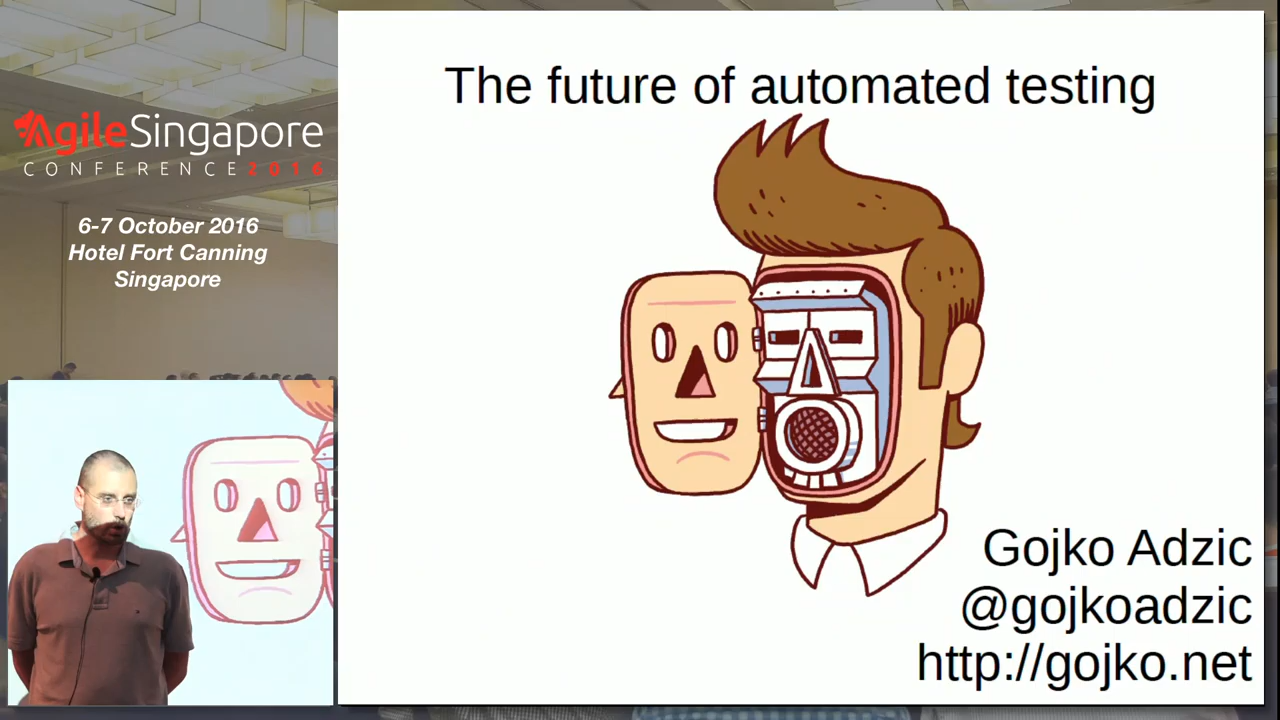 AgileSingapore
CONFERENCE2016
6-7 October 2016
Hotel Fort Canning
Singapore
The future of automated testing
Gojko Adzic
@gojkoadzic
http://gojko.net